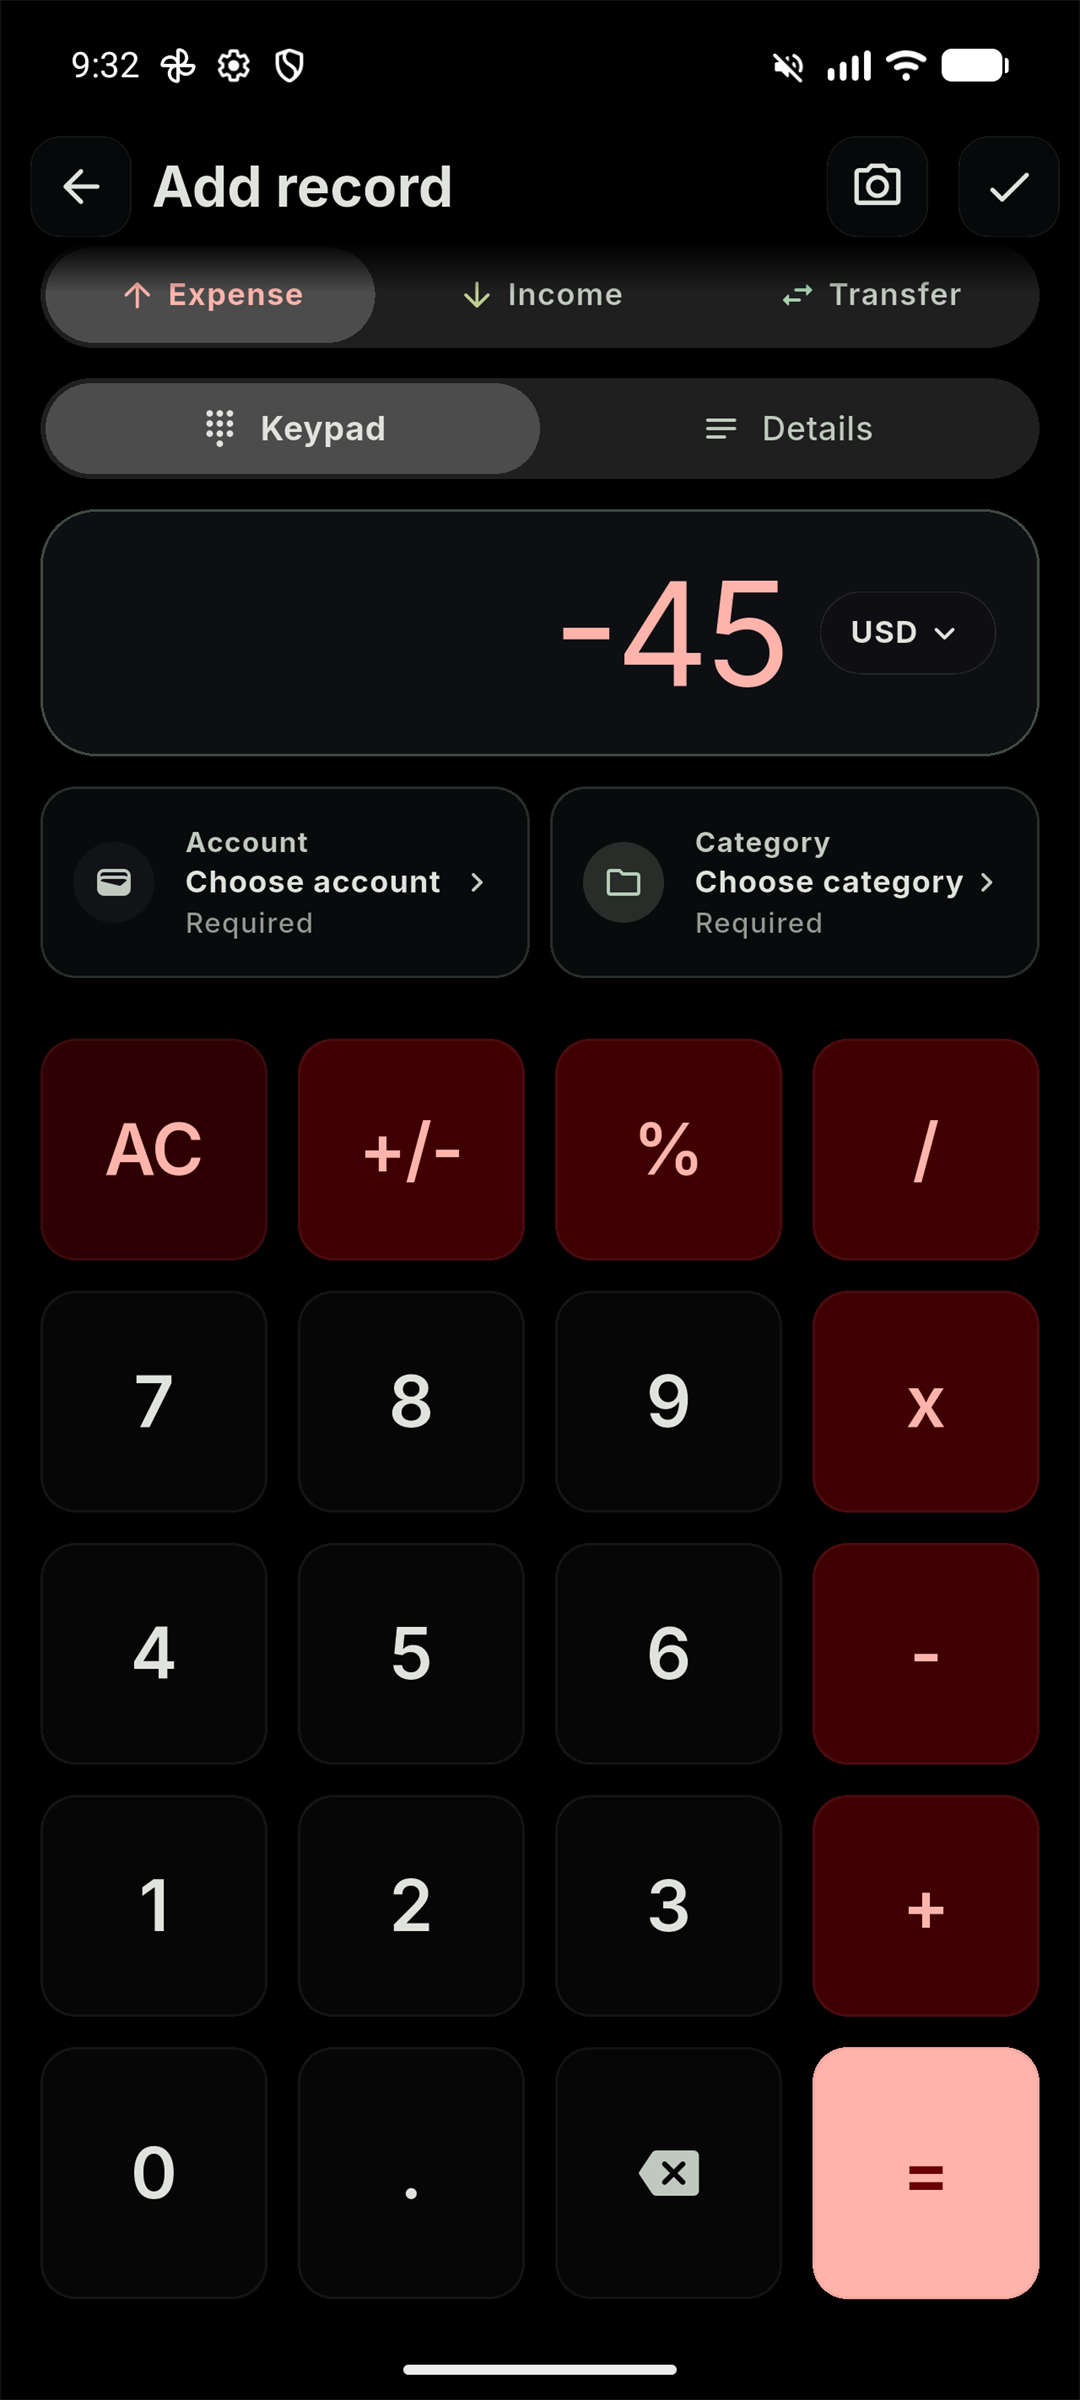 9:32
Add record
Expense
Income
Transfer
Keypad
Details
-45
USD
Account
Choose account
Required
Category
Choose category
Required
AC
+/-
%
/
7
8
9
x
4
5
6
-
1
2
3
+
0
.
=